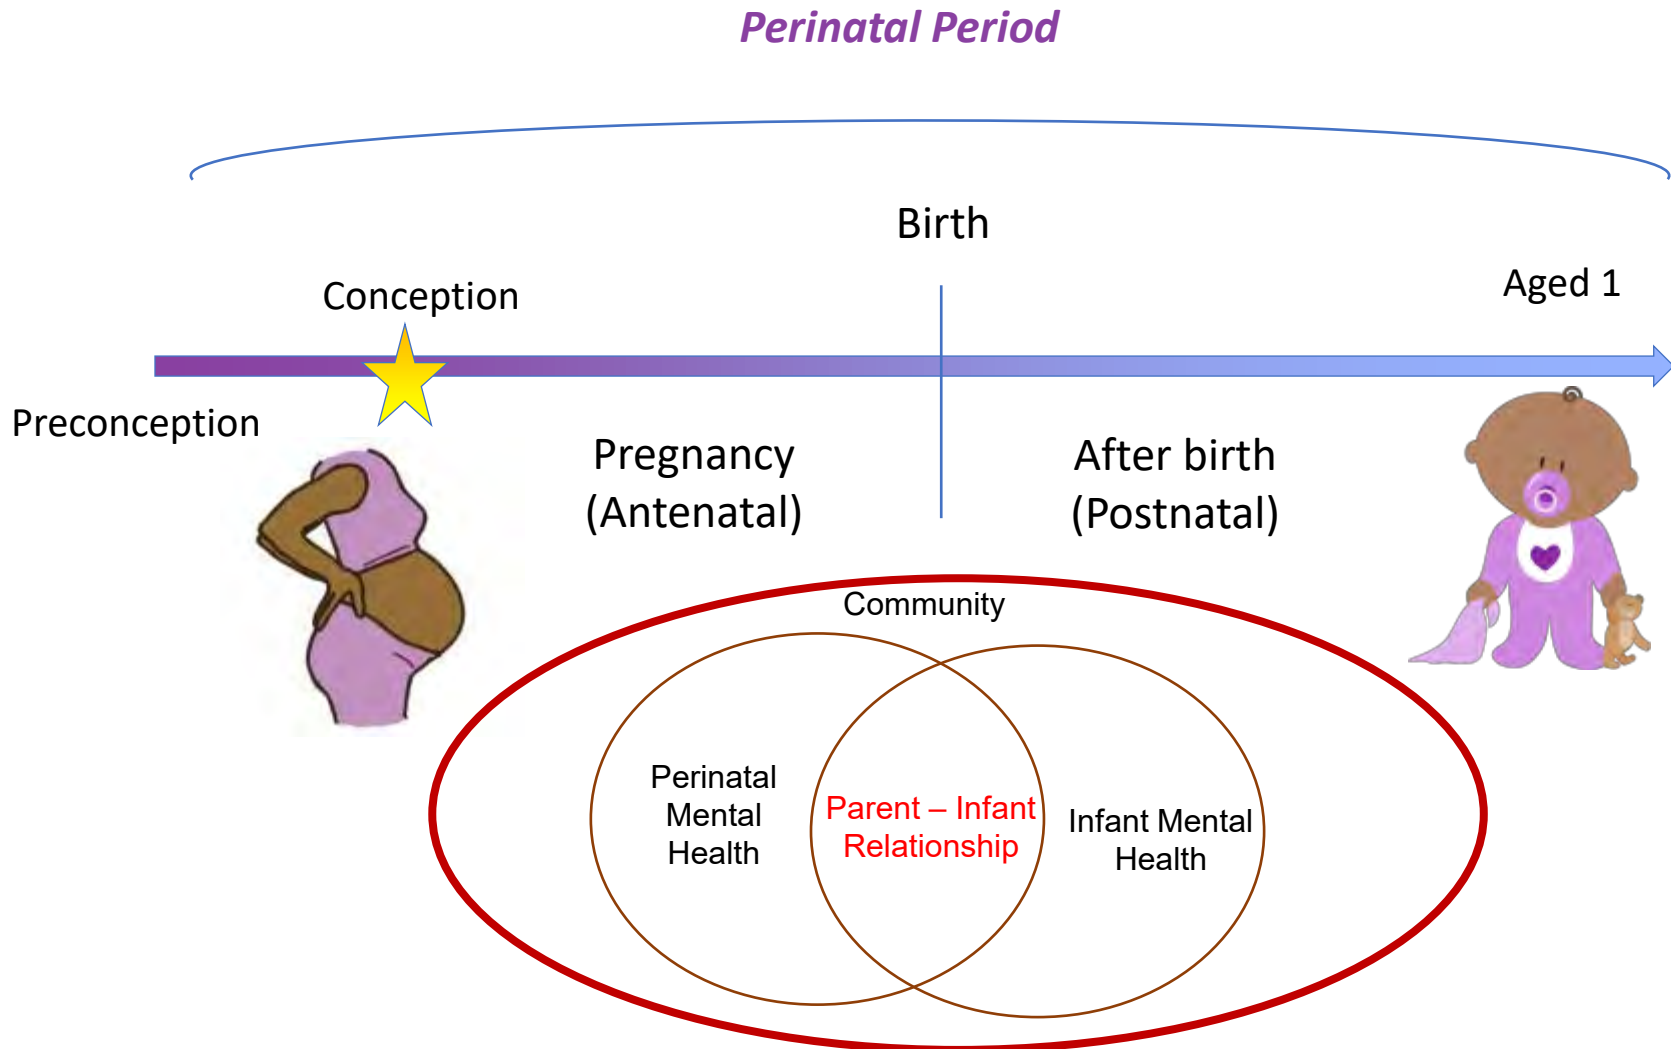 Perinatal Period
Birth
Conception
Aged 1
Preconception
Pregnancy
(Antenatal)
After birth
(Postnatal)
Community
Perinatal
Mental
Health
Parent – Infant
Relationship
Infant Mental
Health